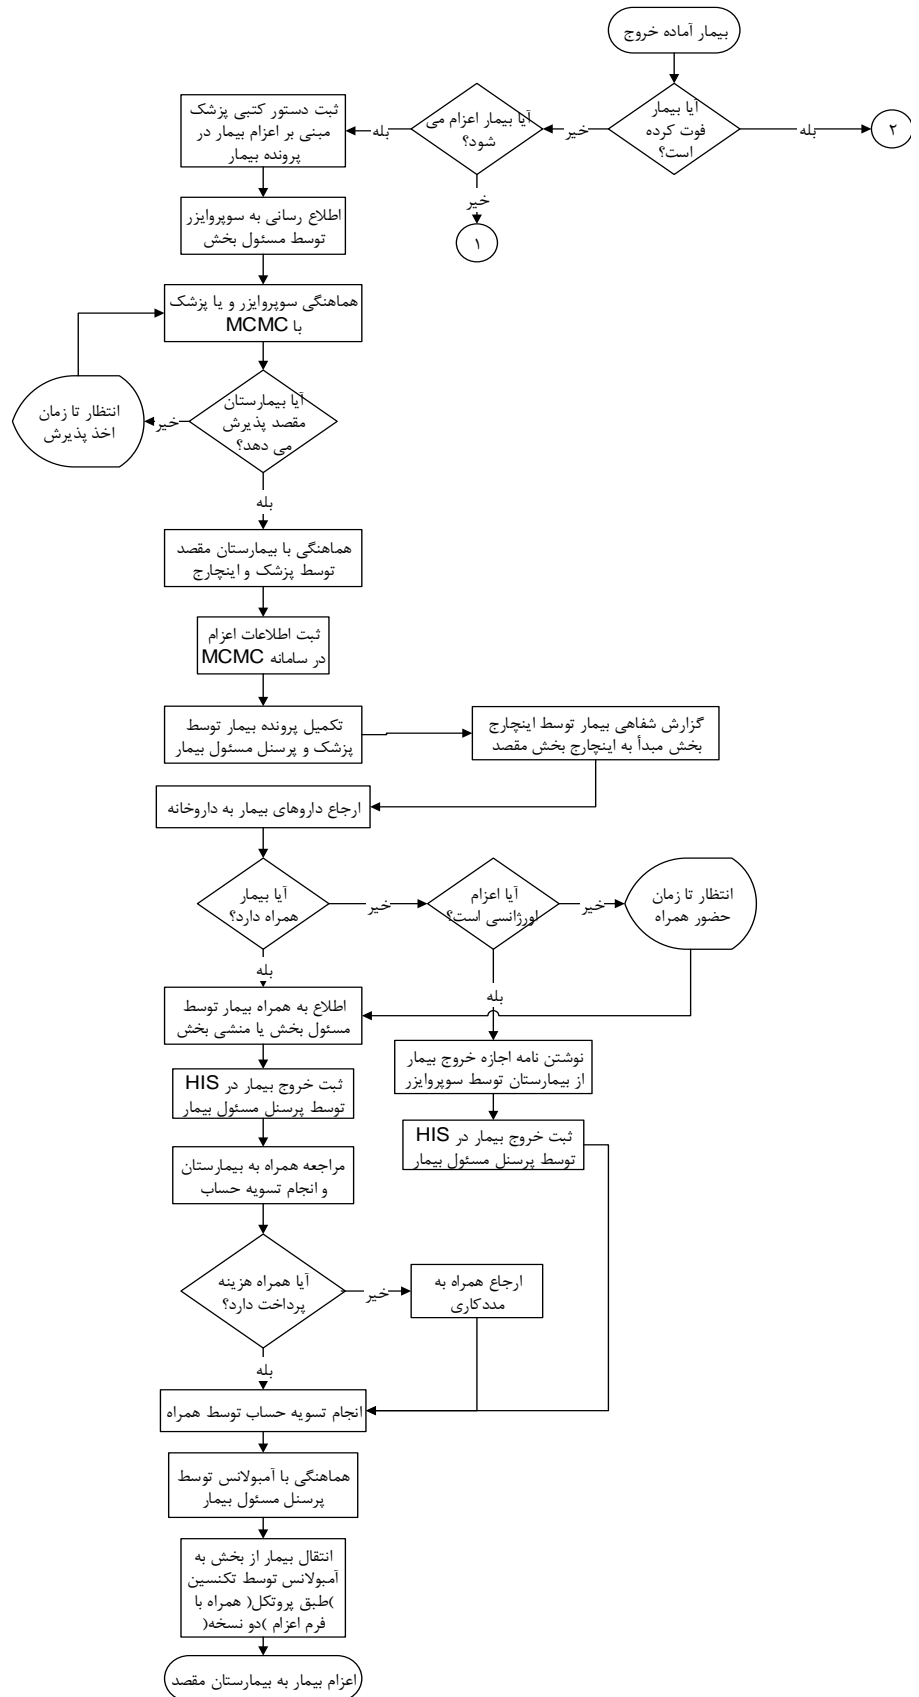 بیمار آماده خروج
آیا بیمار
فوت کرده
است؟
بله
۲
خیر
آیا بیمار اعزام می
شود؟
خیر
۱
بله
ثبت دستور کتبی پزشک
مبنی بر اعزام بیمار در
پرونده بیمار
اطلاع رسانی به سوپروایزر
توسط مسئول بخش
هماهنگی سوپروایزر و یا پزشک
با MCMC
آیا بیمارستان
مقصد پذیرش
می دهد؟
خیر
انتظار تا زمان
اخذ پذیرش
بله
هماهنگی با بیمارستان مقصد
توسط پزشک و اینچارج
ثبت اطلاعات اعزام
در سامانه MCMC
تکمیل پرونده بیمار توسط
پزشک و پرسنل مسئول بیمار
گزارش شفاهی بیمار توسط اینچارج
بخش مبدأ به اینچارج بخش مقصد
ارجاع داروهای بیمار به داروخانه
آیا بیمار
همراه دارد؟
خیر
آیا اعزام
اورژانسی است؟
خیر
انتظار تا زمان
حضور همراه
بله
بله
اطلاع به همراه بیمار توسط
مسئول بخش یا منشی بخش
نوشتن نامه اجازه خروج بیمار
از بیمارستان توسط سوپروایزر
ثبت خروج بیمار در HIS
توسط پرسنل مسئول بیمار
ثبت خروج بیمار در HIS
توسط پرسنل مسئول بیمار
مراجعه همراه به بیمارستان
و انجام تسویه حساب
آیا همراه هزینه
پرداخت دارد؟
خیر
ارجاع همراه به
مددکاری
بله
انجام تسویه حساب توسط همراه
هماهنگی با آمبولانس توسط
پرسنل مسئول بیمار
انتقال بیمار از بخش به
آمبولانس توسط تکنسین
)طبق پروتکل( همراه با
فرم اعزام )دو نسخه(
اعزام بیمار به بیمارستان مقصد